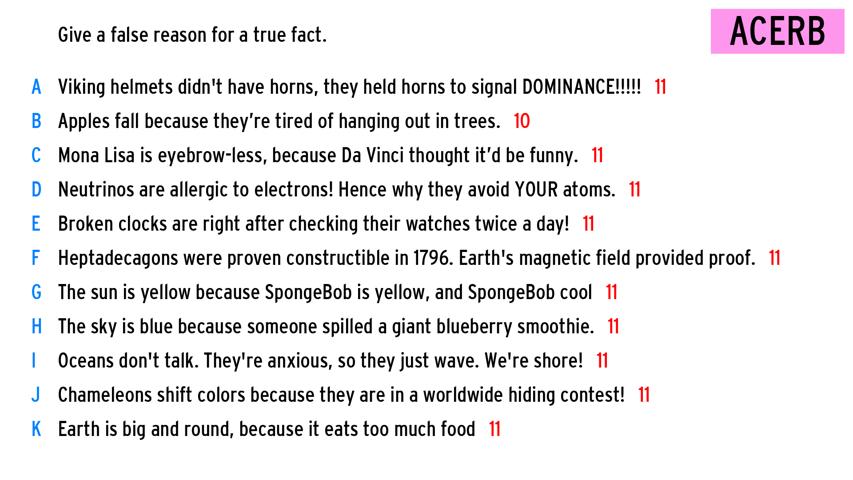 Give a false reason for a true fact.
ACERB
A Viking helmets didn't have horns, they held horns to signal DOMINANCE!!!!! 11
B Apples fall because they’re tired of hanging out in trees. 10
C Mona Lisa is eyebrow-less, because Da Vinci thought it’d be funny. 11
D Neutrinos are allergic to electrons! Hence why they avoid YOUR atoms. 11
E Broken clocks are right after checking their watches twice a day! 11
F Heptadecagons were proven constructible in 1796. Earth's magnetic field provided proof. 11
G The sun is yellow because SpongeBob is yellow, and SpongeBob cool 11
H The sky is blue because someone spilled a giant blueberry smoothie. 11
I Oceans don't talk. They're anxious, so they just wave. We're shore! 11
J Chameleons shift colors because they are in a worldwide hiding contest! 11
K Earth is big and round, because it eats too much food 11